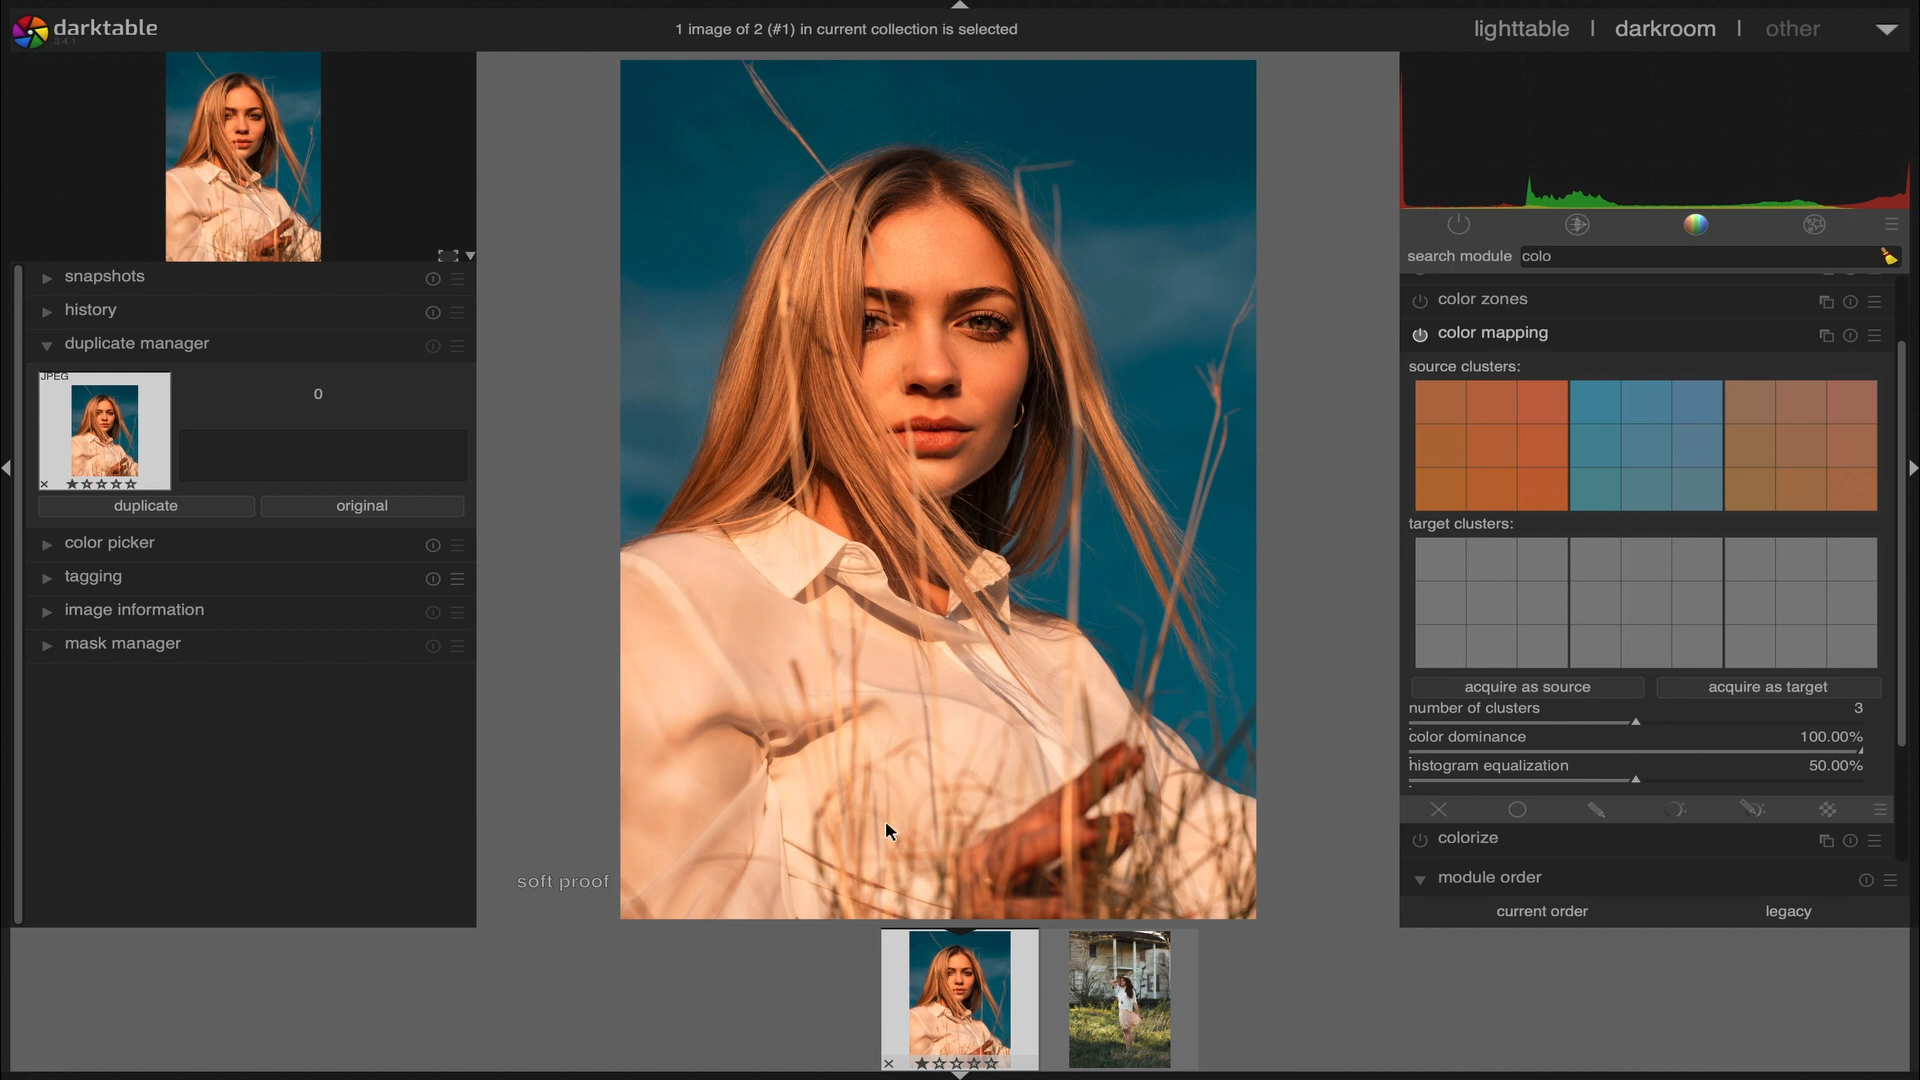 darktable
3.4.1
1 image of 2 (#1) in current collection is selected
lighttable | darkroom | other
search module colo
snapshots
history
duplicate manager
JPEG
0
duplicate
original
color picker
tagging
image information
mask manager
soft proof
color zones
color mapping
source clusters:
target clusters:
acquire as source
acquire as target
number of clusters 3
color dominance 100.00%
histogram equalization 50.00%
colorize
module order
current order
legacy